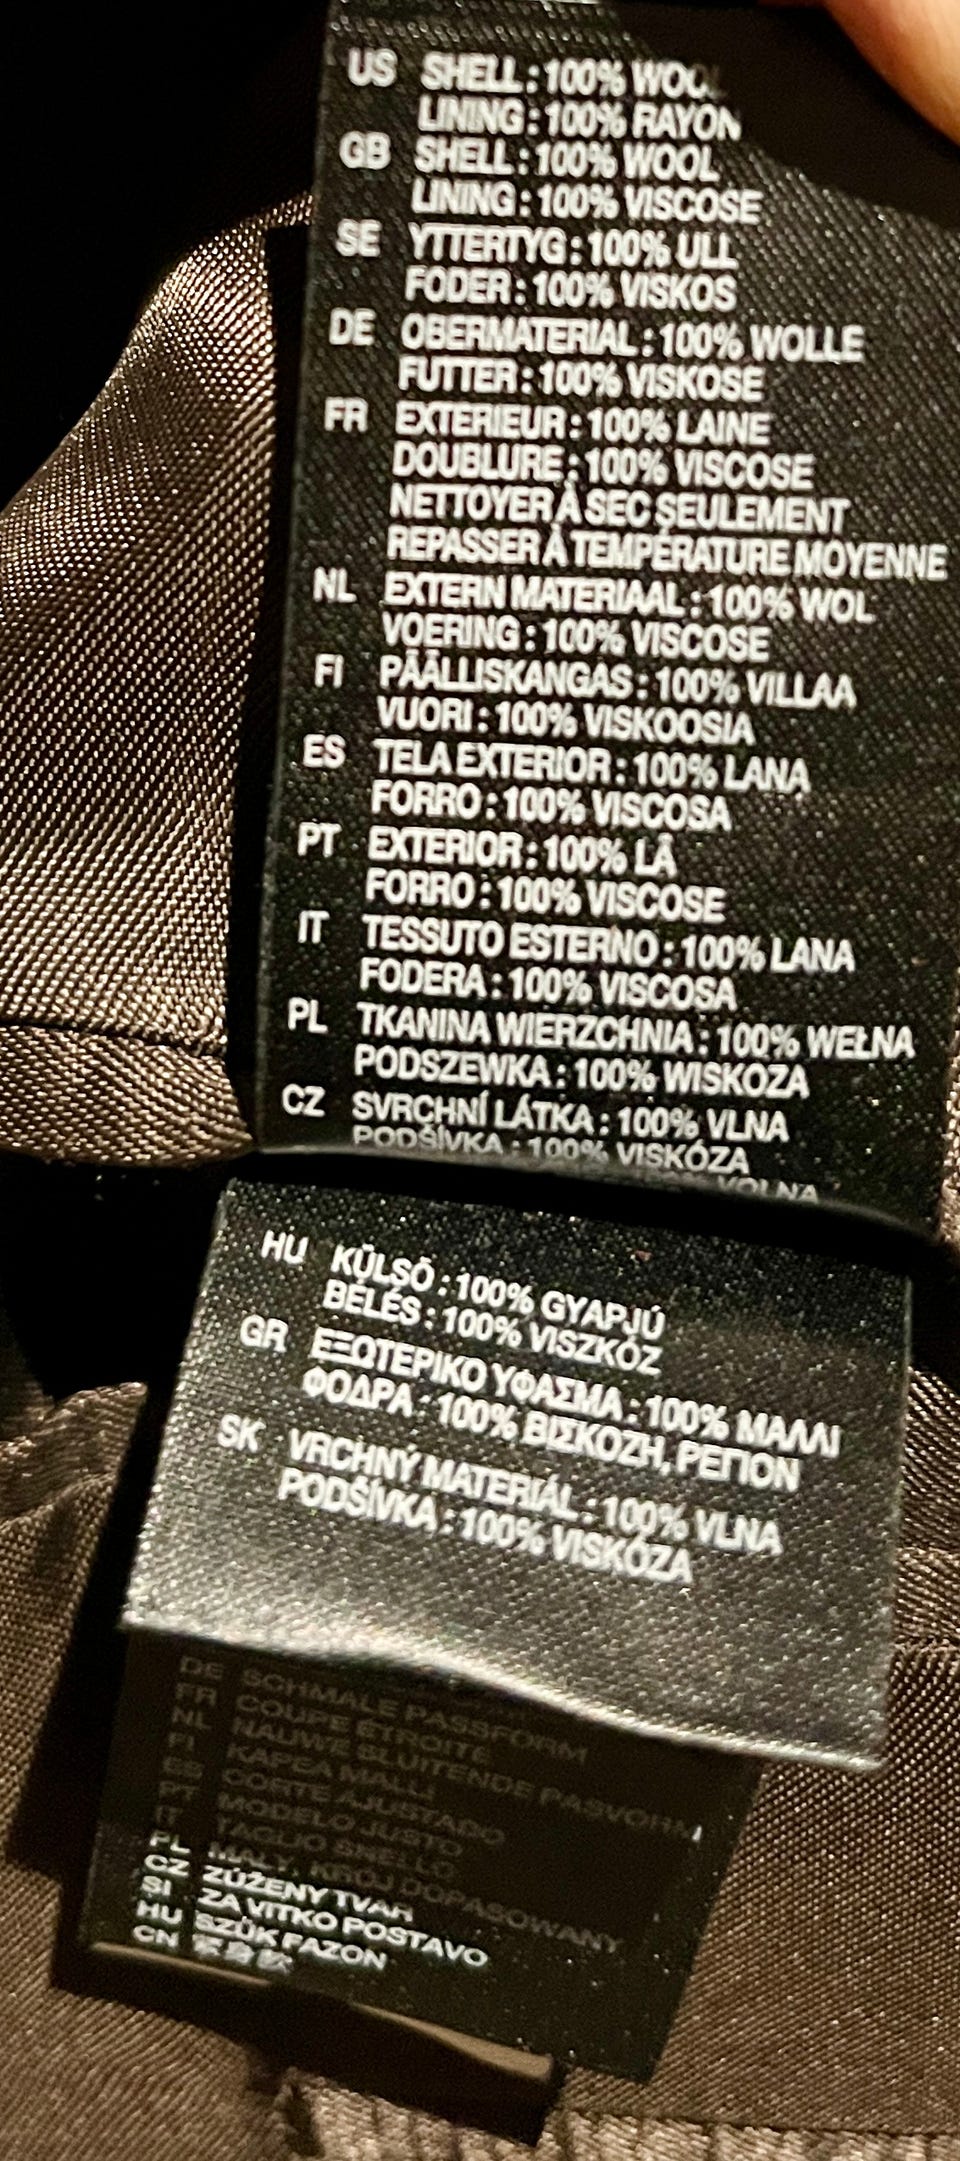 US SHELL : 100% WOOL
LINING : 100% RAYON
GB SHELL : 100% WOOL
LINING : 100% VISCOSE
SE YTTERTYG : 100% ULL
FODER : 100% VISKOS
DE OBERMATERIAL : 100% WOLLE
FUTTER : 100% VISKOSE
FR EXTERIEUR : 100% LAINE
DOUBLURE : 100% VISCOSE
NETTOYER À SEC SEULEMENT
REPASSER À TEMPÉRATURE MOYENNE
NL EXTERN MATERIAAL : 100% WOL
VOERING : 100% VISCOSE
FI PÄÄLLISKANGAS : 100% VILLAA
VUORI : 100% VISKOOSIA
ES TELA EXTERIOR : 100% LANA
FORRO : 100% VISCOSA
PT EXTERIOR : 100% LÃ
FORRO : 100% VISCOSE
IT TESSUTO ESTERNO : 100% LANA
FODERA : 100% VISCOSA
PL TKANINA WIERZCHNIA : 100% WEŁNA
PODSZEWKA : 100% WISKOZA
CZ SVRCHNÍ LÁTKA : 100% VLNA
PODŠÍVKA : 100% VISKÓZA
VOLNA
HU KÜLSŐ : 100% GYAPJÚ
BÉLÉS : 100% VISZKÓZ
GR ΕΞΩΤΕΡΙΚΟ ΥΦΑΣΜΑ : 100% ΜΑΛΛΙ
ΦΟΔΡΑ : 100% ΒΙΣΚΟΖΗ, ΡΕΓΙΟΝ
SK VRCHNÝ MATERIÁL : 100% VLNA
PODŠÍVKA : 100% VISKÓZA
DE SCHMALE PASSFORM
FR COUPE ÉTROITE
NL NAUWE SLUITENDE PASVORM
FI KAPEA MALLI
ES CORTE AJUSTADO
PT MODELO JUSTO
IT TAGLIO SNELLO
PL MAŁY, KRÓJ DOPASOWANY
CZ ZÚŽENÝ TVAR
SI ZA VITKO POSTAVO
HU SZŰK FAZON
CN 紧身款